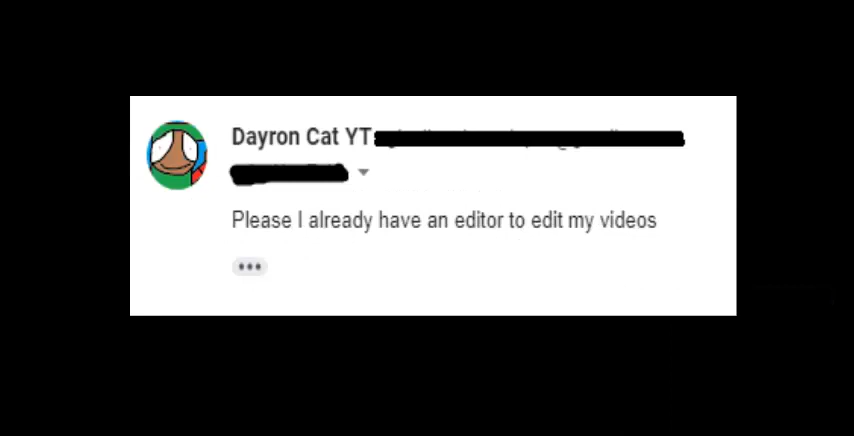 Dayron Cat YT
Please I already have an editor to edit my videos